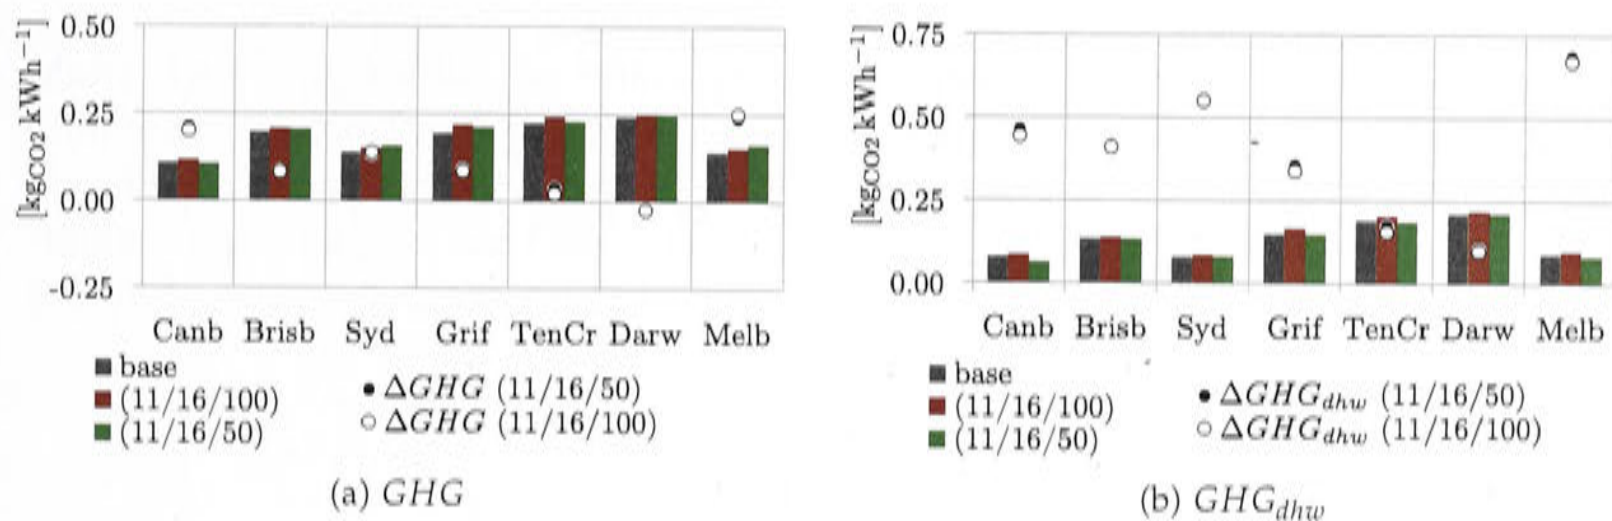 [kgCO2 kWh−1]
0.50
0.25
0.00
-0.25
Canb Brisb Syd Grif TenCr Darw Melb
base
(11/16/100)
(11/16/50)
ΔGHG (11/16/50)
ΔGHG (11/16/100)
(a) GHG
[kgCO2 kWh−1]
0.75
0.50
0.25
0.00
Canb Brisb Syd Grif TenCr Darw Melb
base
(11/16/100)
(11/16/50)
ΔGHGdhw (11/16/50)
ΔGHGdhw (11/16/100)
(b) GHGdhw